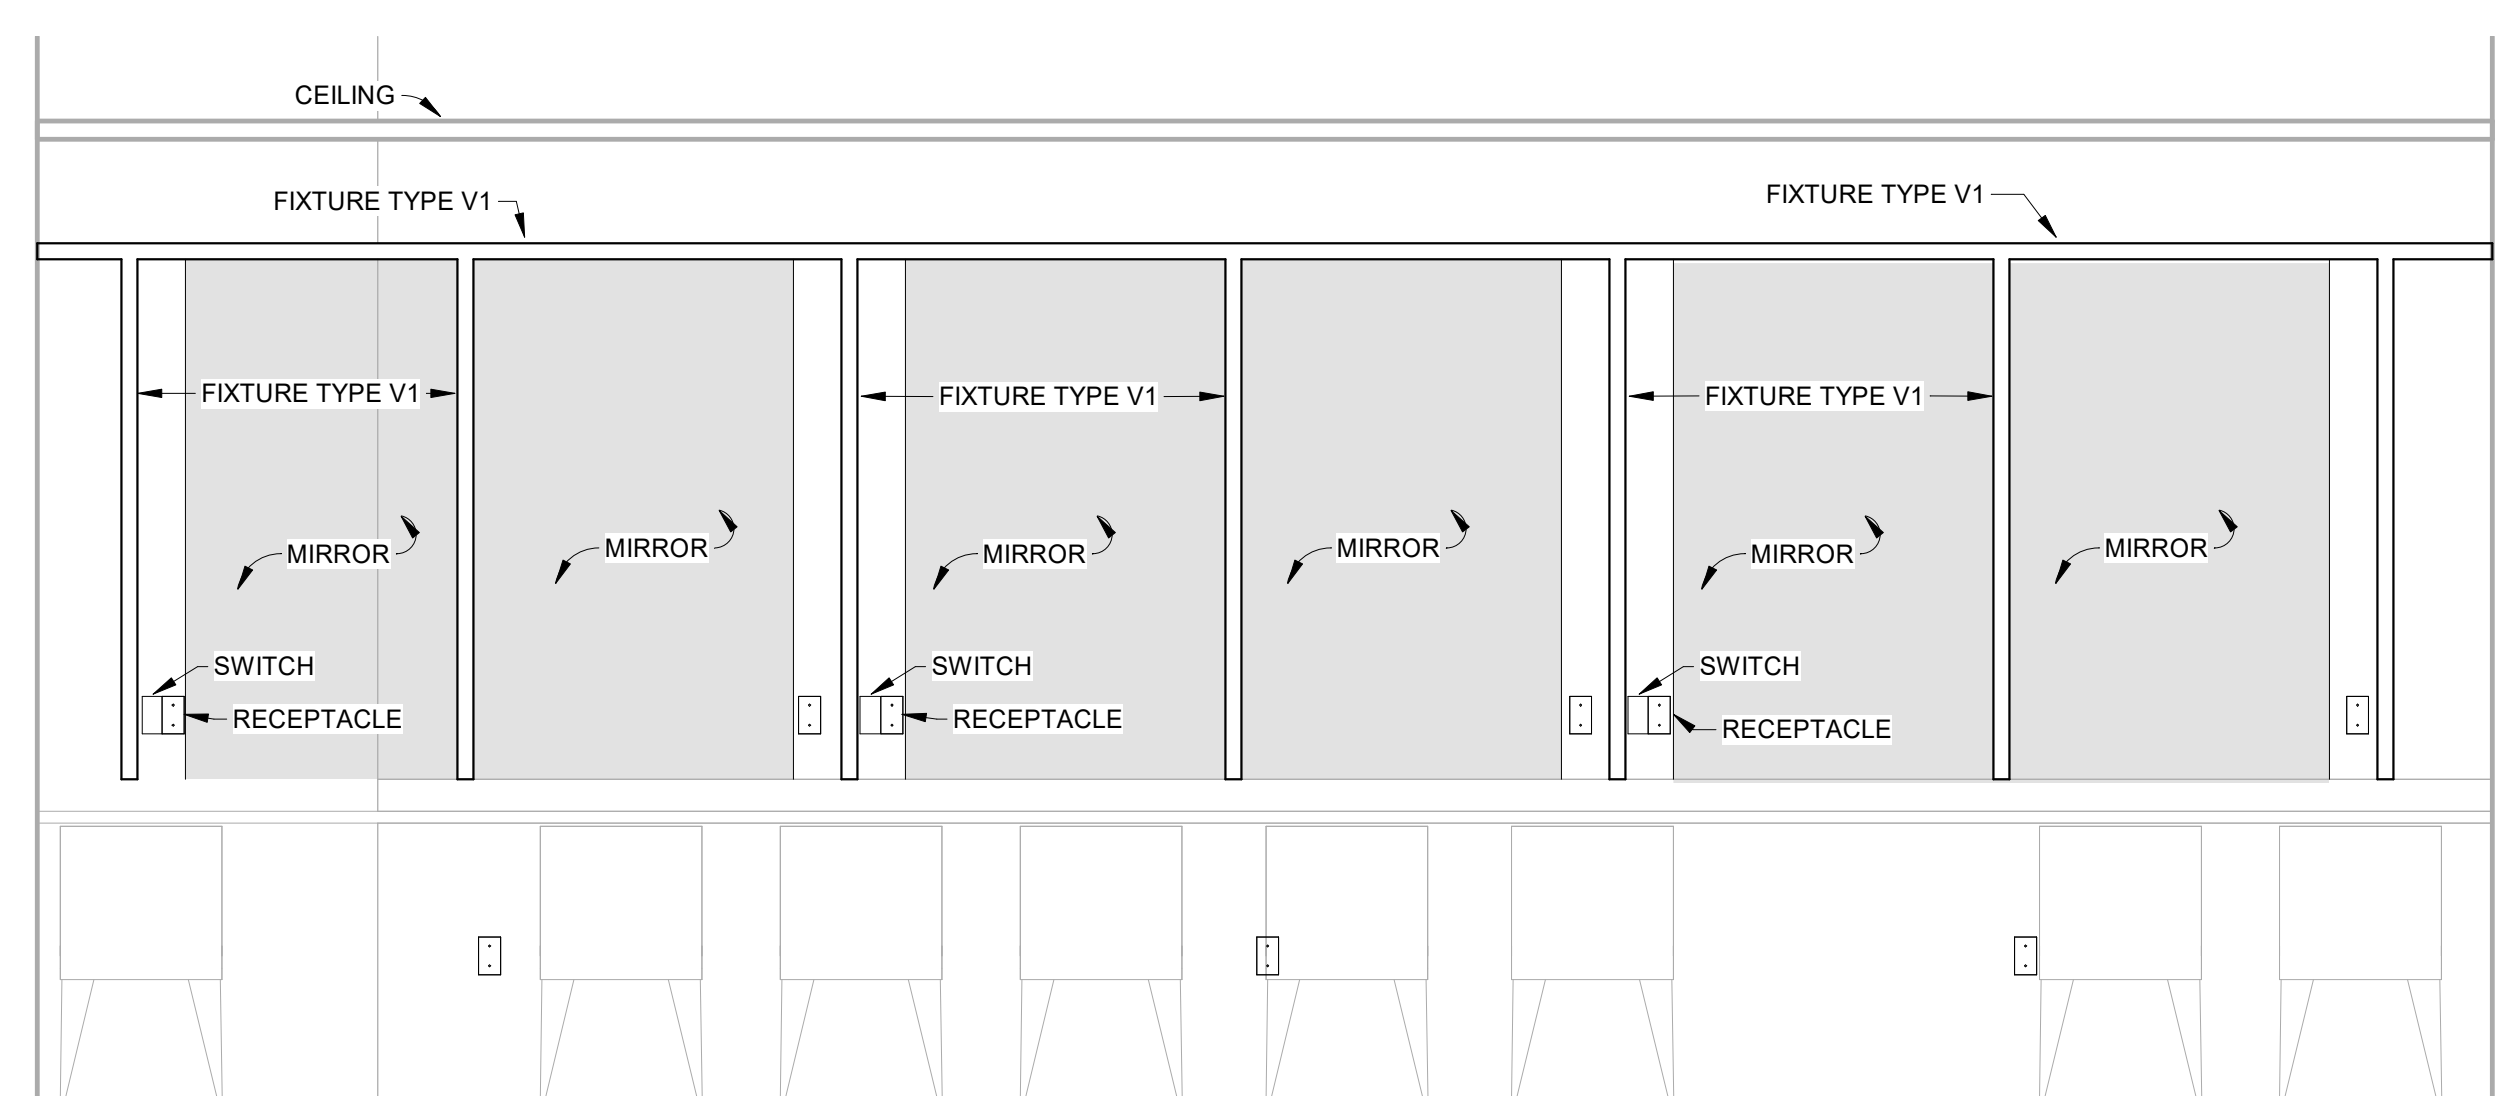 CEILING
FIXTURE TYPE V1
FIXTURE TYPE V1
FIXTURE TYPE V1
FIXTURE TYPE V1
FIXTURE TYPE V1
MIRROR
MIRROR
MIRROR
MIRROR
MIRROR
MIRROR
SWITCH
SWITCH
SWITCH
RECEPTACLE
RECEPTACLE
RECEPTACLE